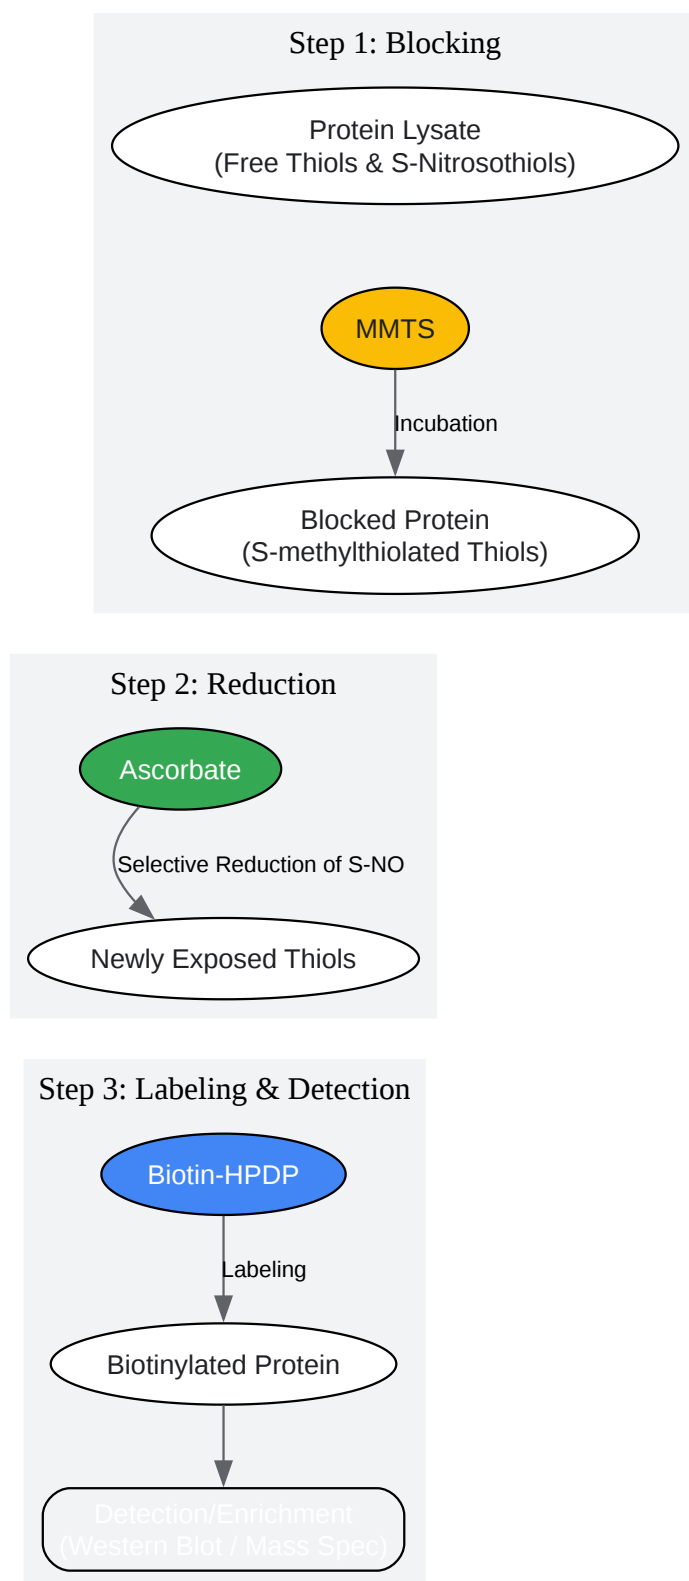 Step 1: Blocking
Protein Lysate
(Free Thiols & S-Nitrosothiols)
MMTS
Incubation
Blocked Protein
(S-methylthiolated Thiols)
Step 2: Reduction
Ascorbate
Selective Reduction of S-NO
Newly Exposed Thiols
Step 3: Labeling & Detection
Biotin-HPDP
Labeling
Biotinylated Protein
Detection/Enrichment
(Western Blot / Mass Spec)